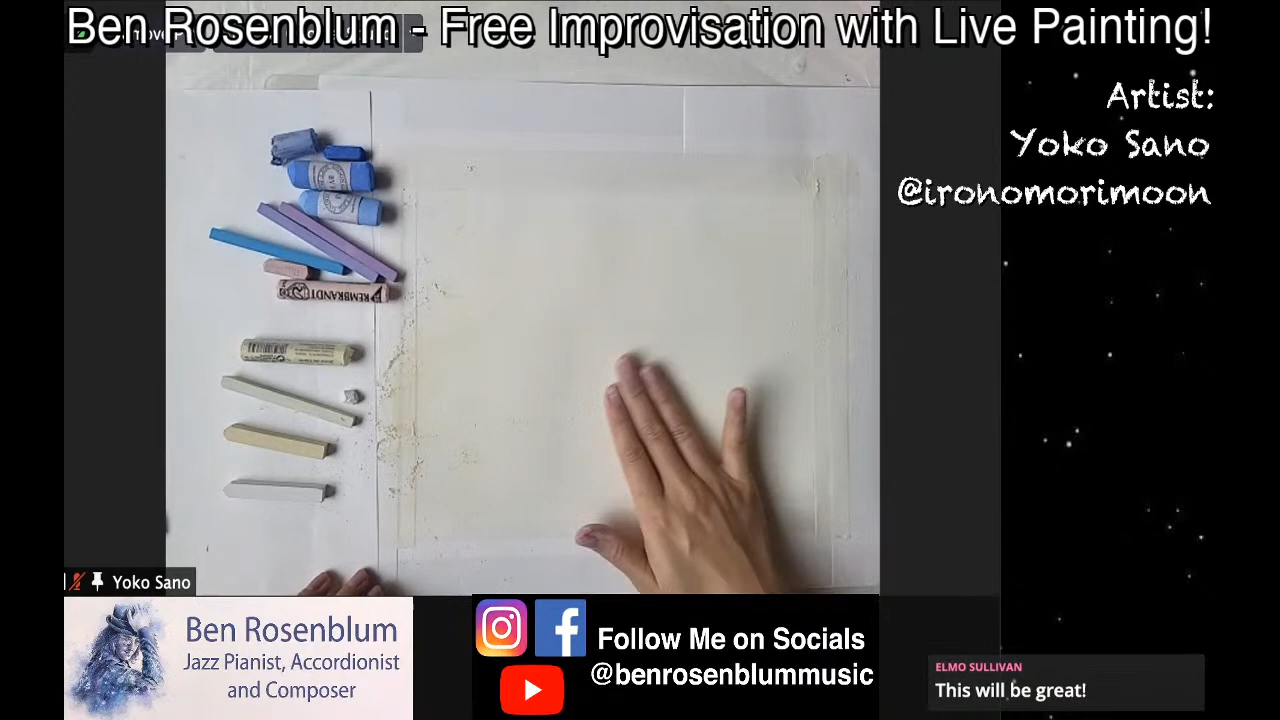 Ben Rosenblum - Free Improvisation with Live Painting!
Artist:
Yoko Sano
@ironomorimoon
REMBRANDT
Yoko Sano
Ben Rosenblum
Jazz Pianist, Accordionist
and Composer
Follow Me on Socials
@benrosenblummusic
ELMO SULLIVAN
This will be great!